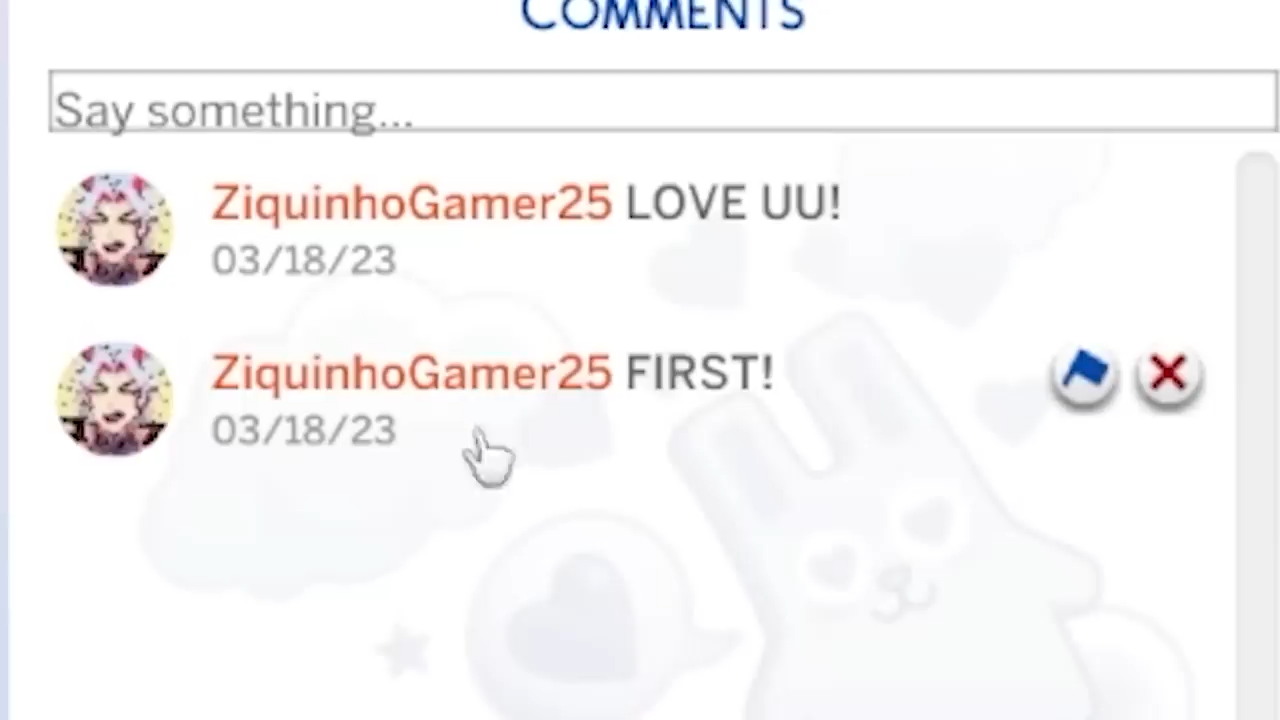 COMMENTS
Say something...
ZiquinhoGamer25 LOVE UU!
03/18/23
ZiquinhoGamer25 FIRST!
03/18/23